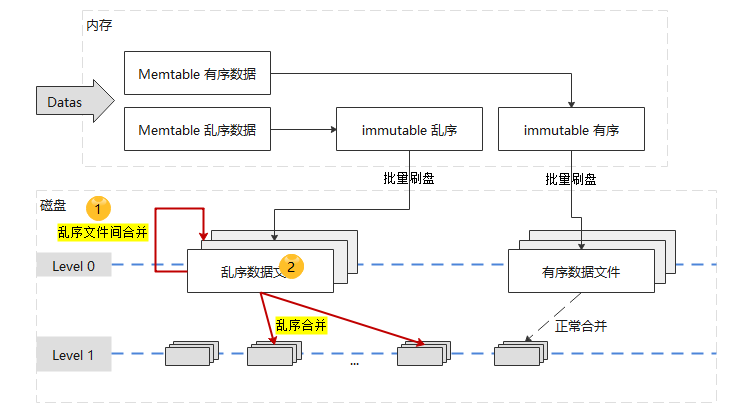 内存
Memtable 有序数据
Datas
Memtable 乱序数据
immutable 乱序
immutable 有序
批量刷盘
批量刷盘
磁盘
1
乱序文件间合并
Level 0
乱序数据文
2
有序数据文件
乱序合并
正常合并
Level 1
...